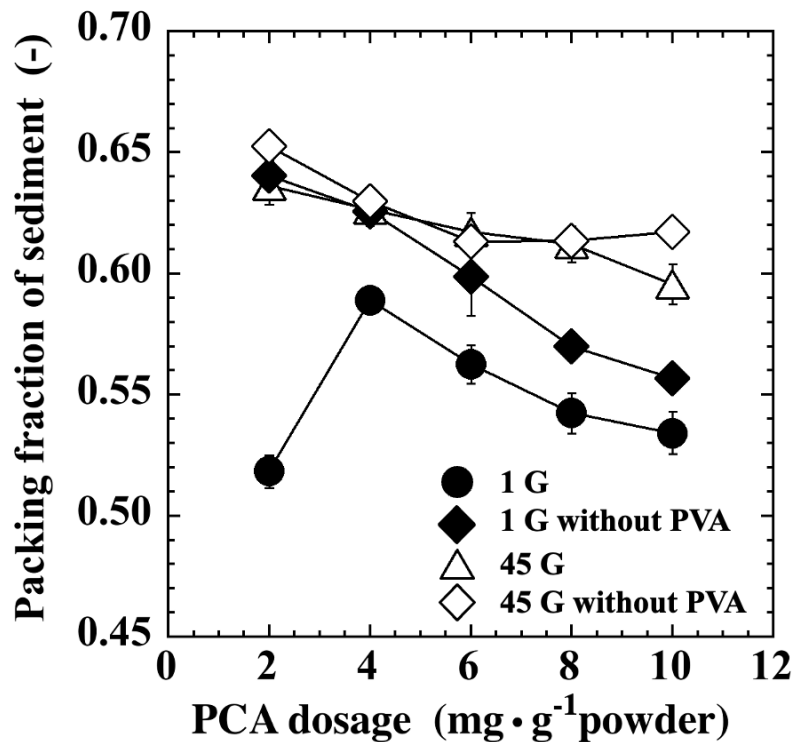 Packing fraction of sediment (-)
0.70
0.65
0.60
0.55
0.50
0.45
0 2 4 6 8 10 12
PCA dosage (mg・g⁻¹powder)
1 G
1 G without PVA
45 G
45 G without PVA